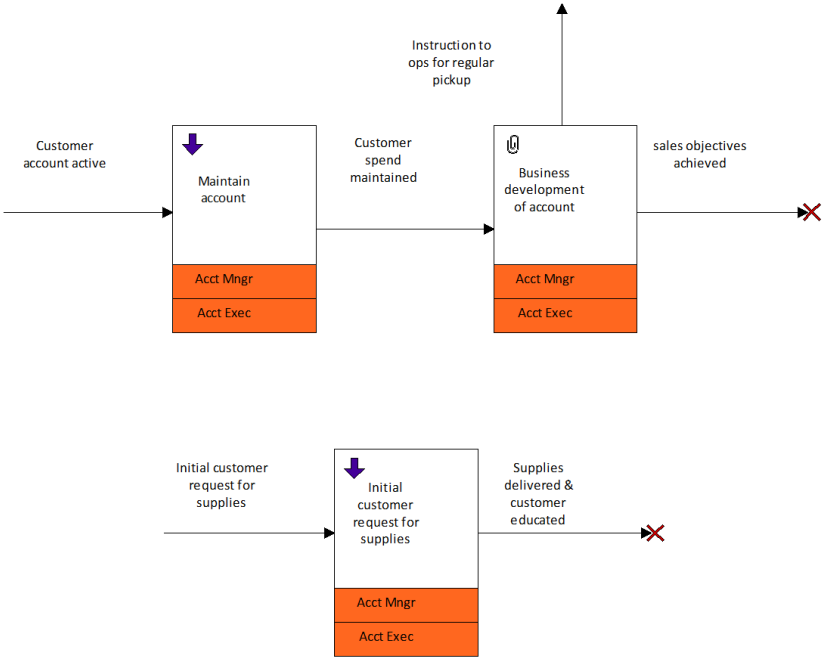 Instruction to
ops for regular
pickup
Customer
account active
Maintain
account
Acct Mngr
Acct Exec
Customer
spend
maintained
Business
development
of account
Acct Mngr
Acct Exec
sales objectives
achieved
Initial customer
request for
supplies
Initial
customer
request for
supplies
Acct Mngr
Acct Exec
Supplies
delivered &
customer
educated